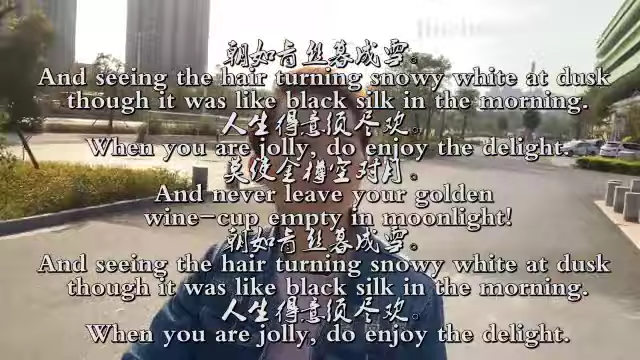 朝如青丝暮成雪。
And seeing the hair turning snowy white at dusk
though it was like black silk in the morning.
人生得意须尽欢。
When you are jolly, do enjoy the delight.
莫使金樽空对月。
And never leave your golden
wine-cup empty in moonlight!
朝如青丝暮成雪。
And seeing the hair turning snowy white at dusk
though it was like black silk in the morning.
人生得意须尽欢。
When you are jolly, do enjoy the delight.